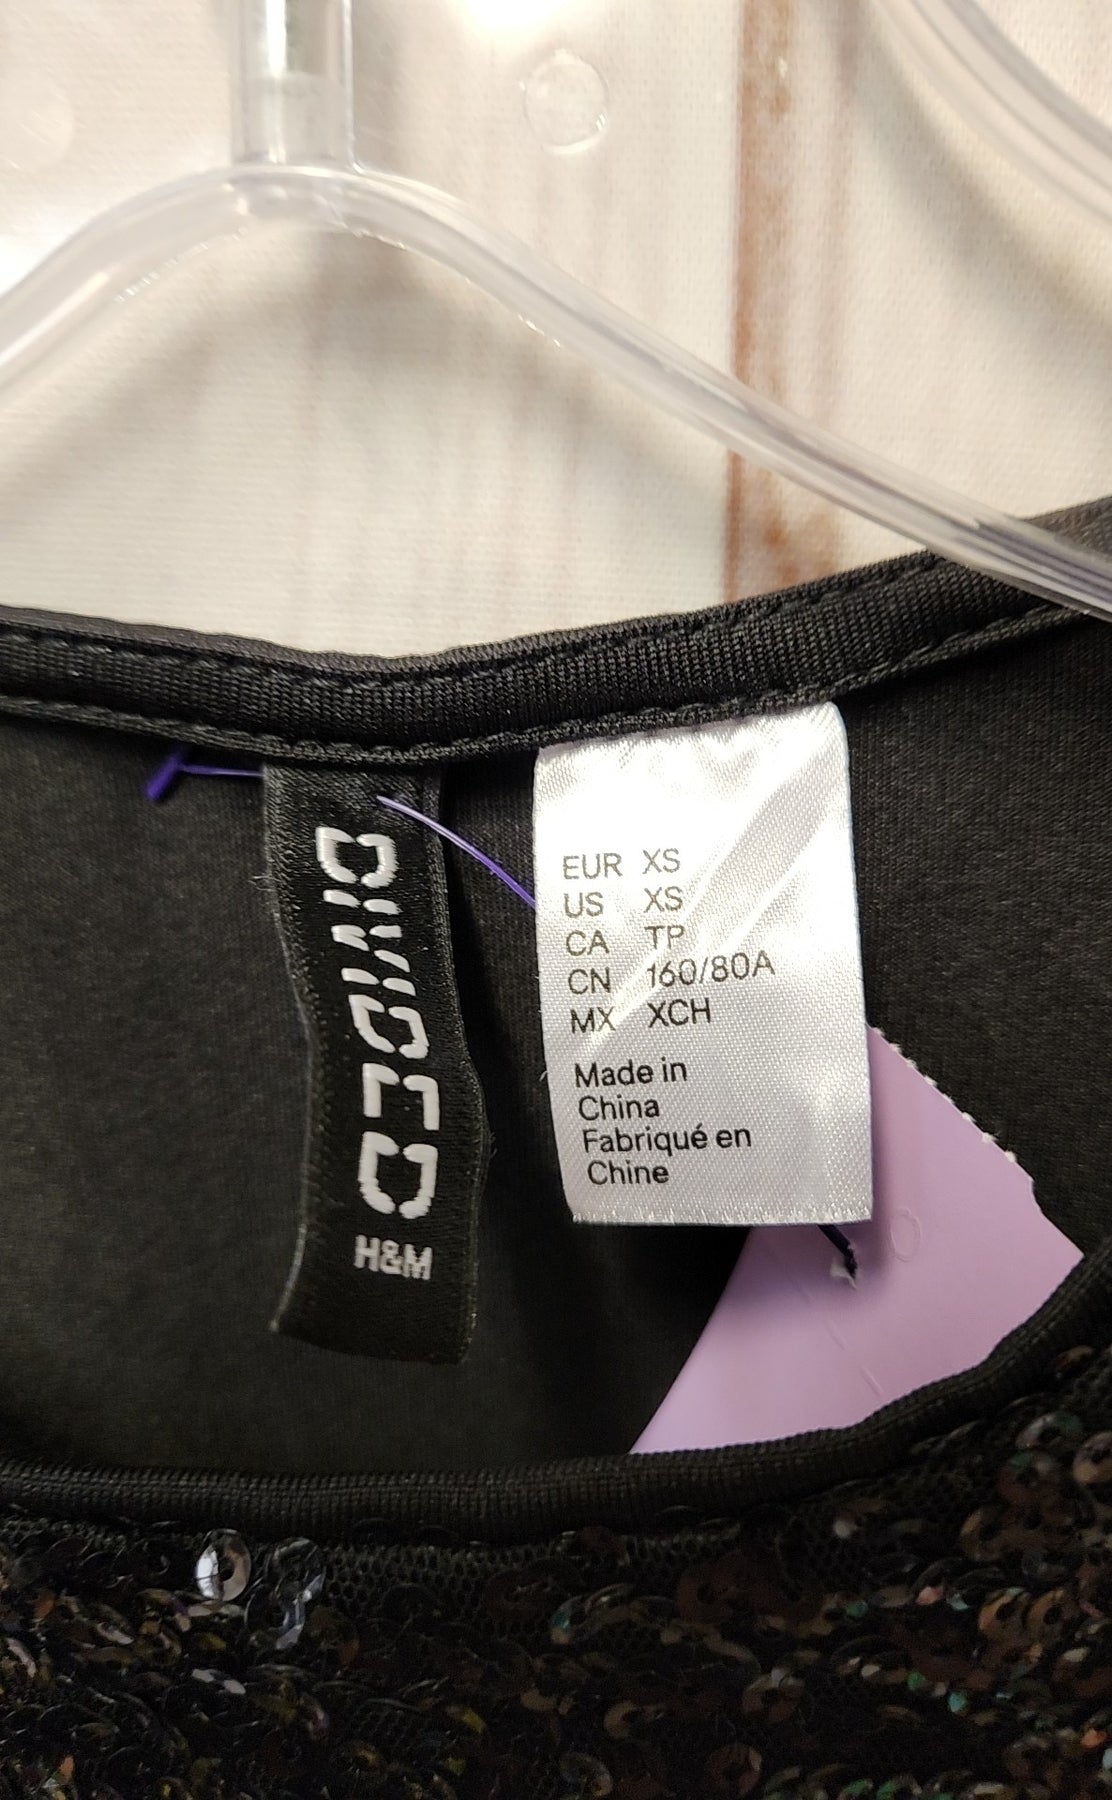 DIVIDED
H&M
EUR XS
US XS
CA TP
CN 160/80A
MX XCH
Made in
China
Fabriqué en
Chine